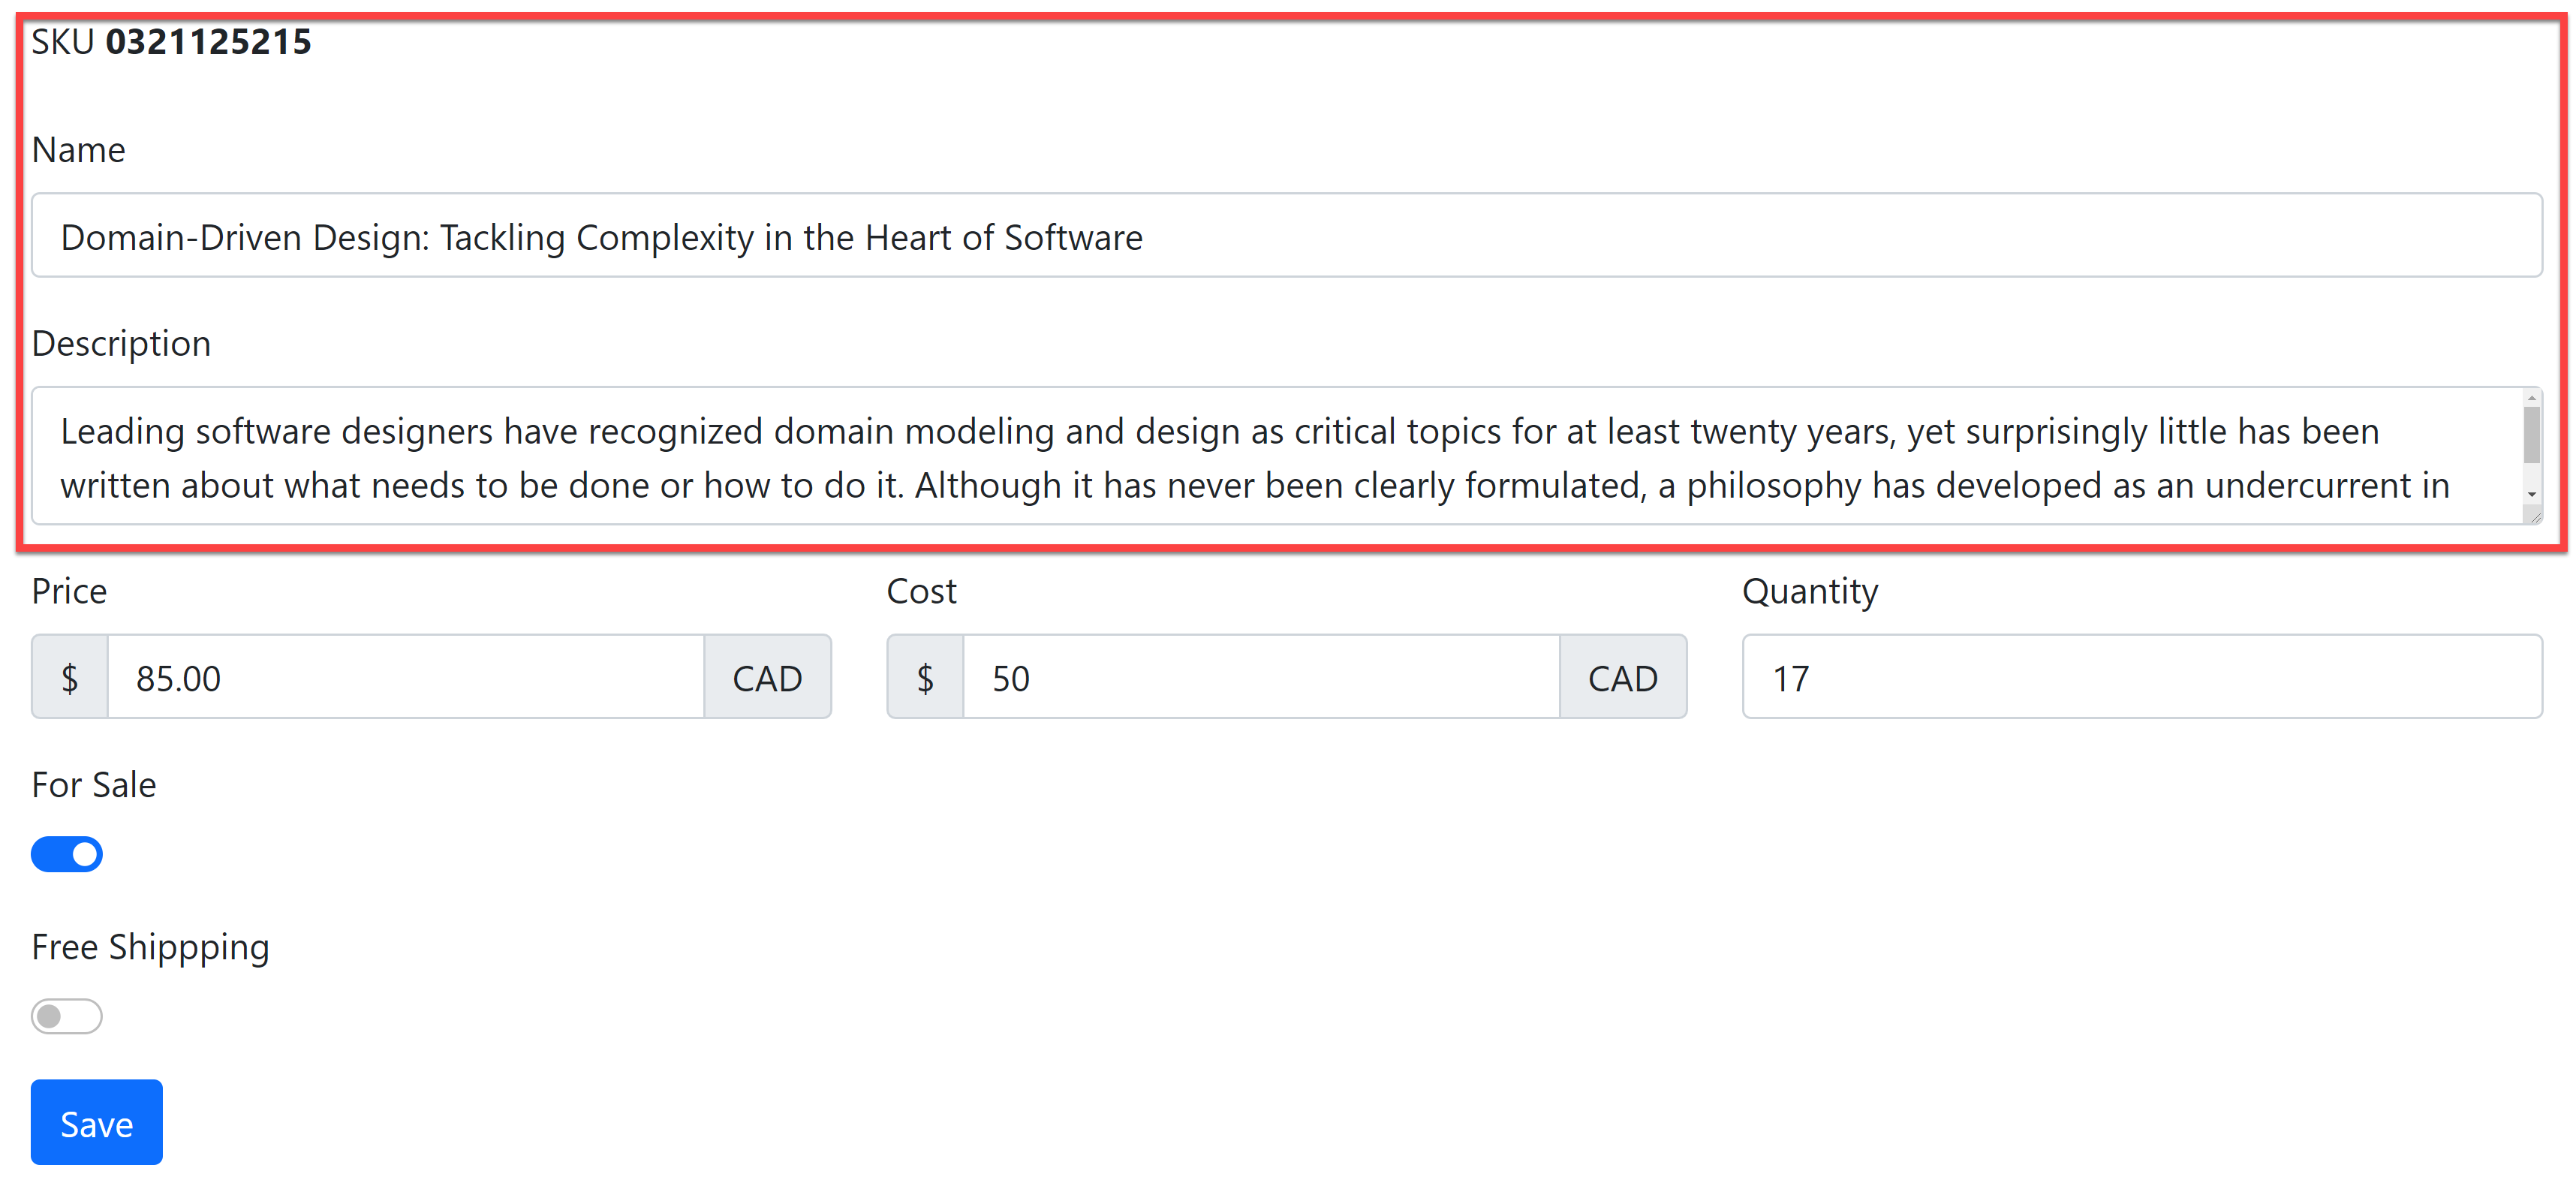 SKU 0321125215
Name
Domain-Driven Design: Tackling Complexity in the Heart of Software
Description
Leading software designers have recognized domain modeling and design as critical topics for at least twenty years, yet surprisingly little has been
written about what needs to be done or how to do it. Although it has never been clearly formulated, a philosophy has developed as an undercurrent in
Price Cost Quantity
$ 85.00 CAD $ 50 CAD 17
For Sale
Free Shippping
Save